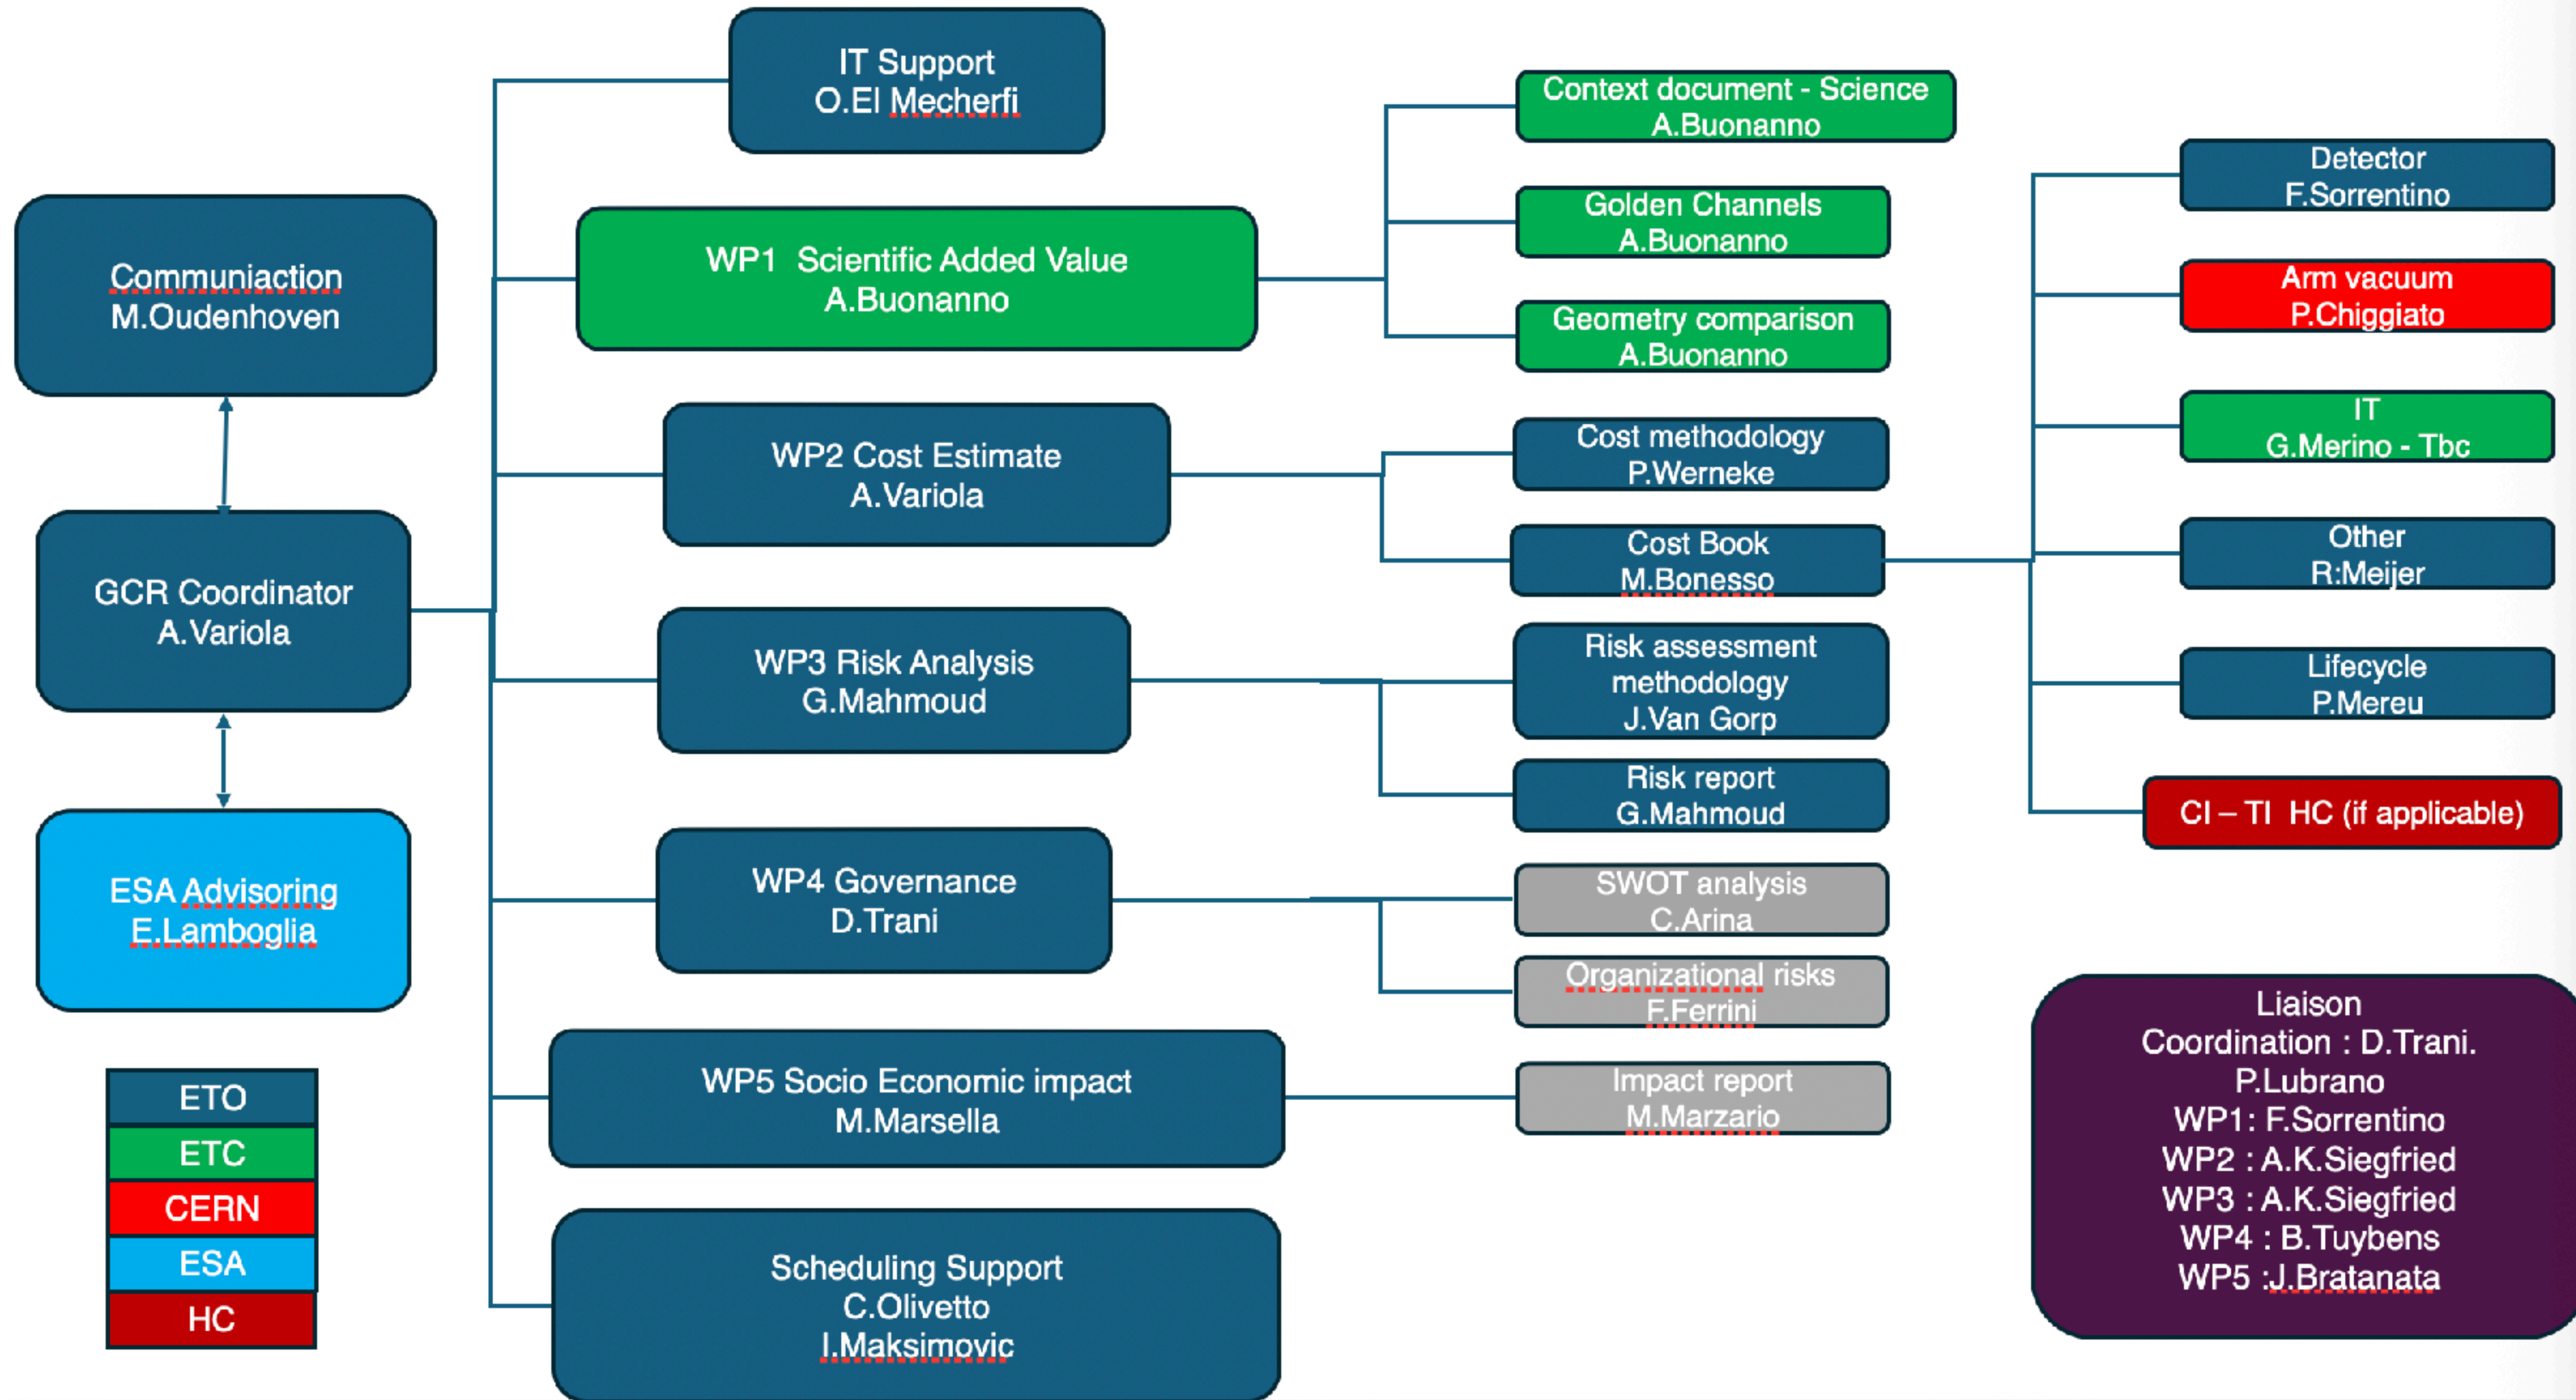 IT Support
O.El Mecherfi
Communiaction
M.Oudenhoven
GCR Coordinator
A.Variola
ESA Advisoring
E.Lamboglia
ETO
ETC
CERN
ESA
HC
WP1  Scientific Added Value
A.Buonanno
WP2 Cost Estimate
A.Variola
WP3 Risk Analysis
G.Mahmoud
WP4 Governance
D.Trani
WP5 Socio Economic impact
M.Marsella
Scheduling Support
C.Olivetto
I.Maksimovic
Context document - Science
A.Buonanno
Golden Channels
A.Buonanno
Geometry comparison
A.Buonanno
Cost methodology
P.Werneke
Cost Book
M.Bonesso
Risk assessment
methodology
J.Van Gorp
Risk report
G.Mahmoud
SWOT analysis
C.Arina
Organizational risks
F.Ferrini
Impact report
M.Marzario
Detector
F.Sorrentino
Arm vacuum
P.Chiggiato
IT
G.Merino - Tbc
Other
R:Meijer
Lifecycle
P.Mereu
CI – TI  HC (if applicable)
Liaison
Coordination : D.Trani.
P.Lubrano
WP1: F.Sorrentino
WP2 : A.K.Siegfried
WP3 : A.K.Siegfried
WP4 : B.Tuybens
WP5 :J.Bratanata